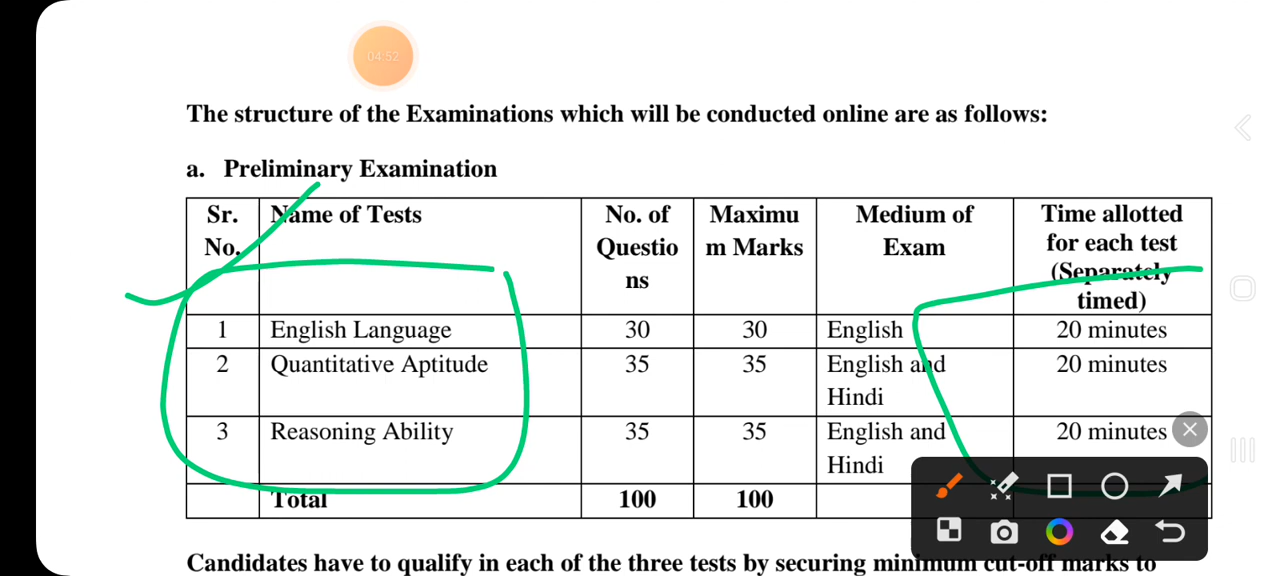 04:52
The structure of the Examinations which will be conducted online are as follows:
a. Preliminary Examination
Sr. No. Name of Tests No. of Questio ns Maximu m Marks Medium of Exam Time allotted for each test (Separately timed)
1 English Language 30 30 English 20 minutes
2 Quantitative Aptitude 35 35 English and Hindi 20 minutes
3 Reasoning Ability 35 35 English and Hindi 20 minutes
Total 100 100
Candidates have to qualify in each of the three tests by securing minimum cut-off marks to